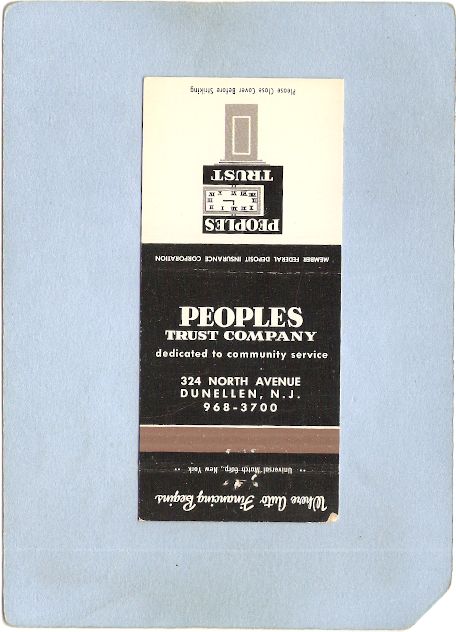 Please Close Cover Before Striking
PEOPLES
TRUST
MEMBER FEDERAL DEPOSIT INSURANCE CORPORATION
PEOPLES
TRUST COMPANY
dedicated to community service
324 NORTH AVENUE
DUNELLEN, N.J.
968-3700
Universal Match Corp., New York
Where Auto Financing Begins